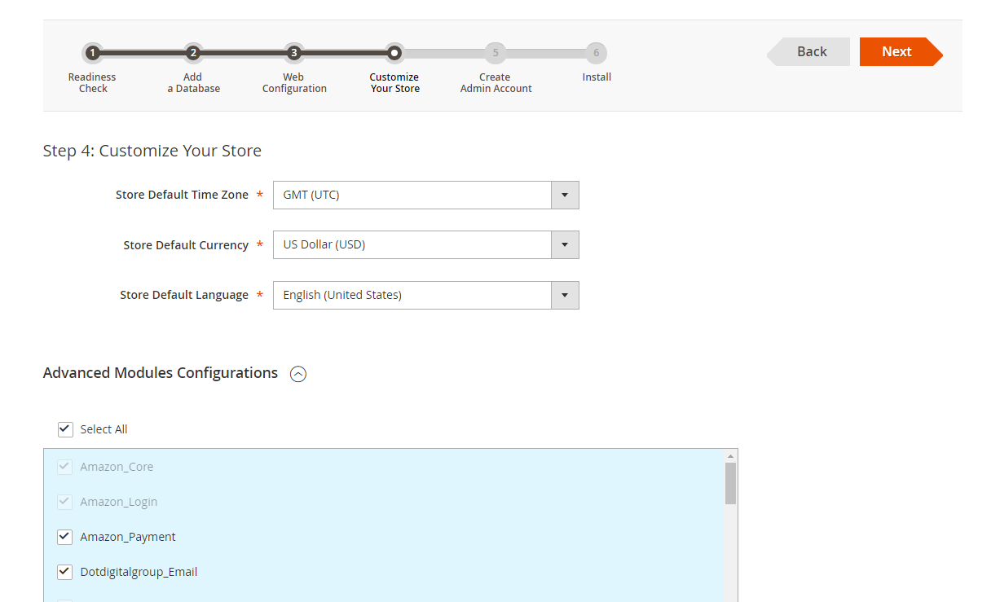 1 2 3 5 6
Readiness
Check
Add
a Database
Web
Configuration
Customize
Your Store
Create
Admin Account
Install
Back
Next
Step 4: Customize Your Store
Store Default Time Zone * GMT (UTC)
Store Default Currency * US Dollar (USD)
Store Default Language * English (United States)
Advanced Modules Configurations
Select All
Amazon_Core
Amazon_Login
Amazon_Payment
Dotdigitalgroup_Email